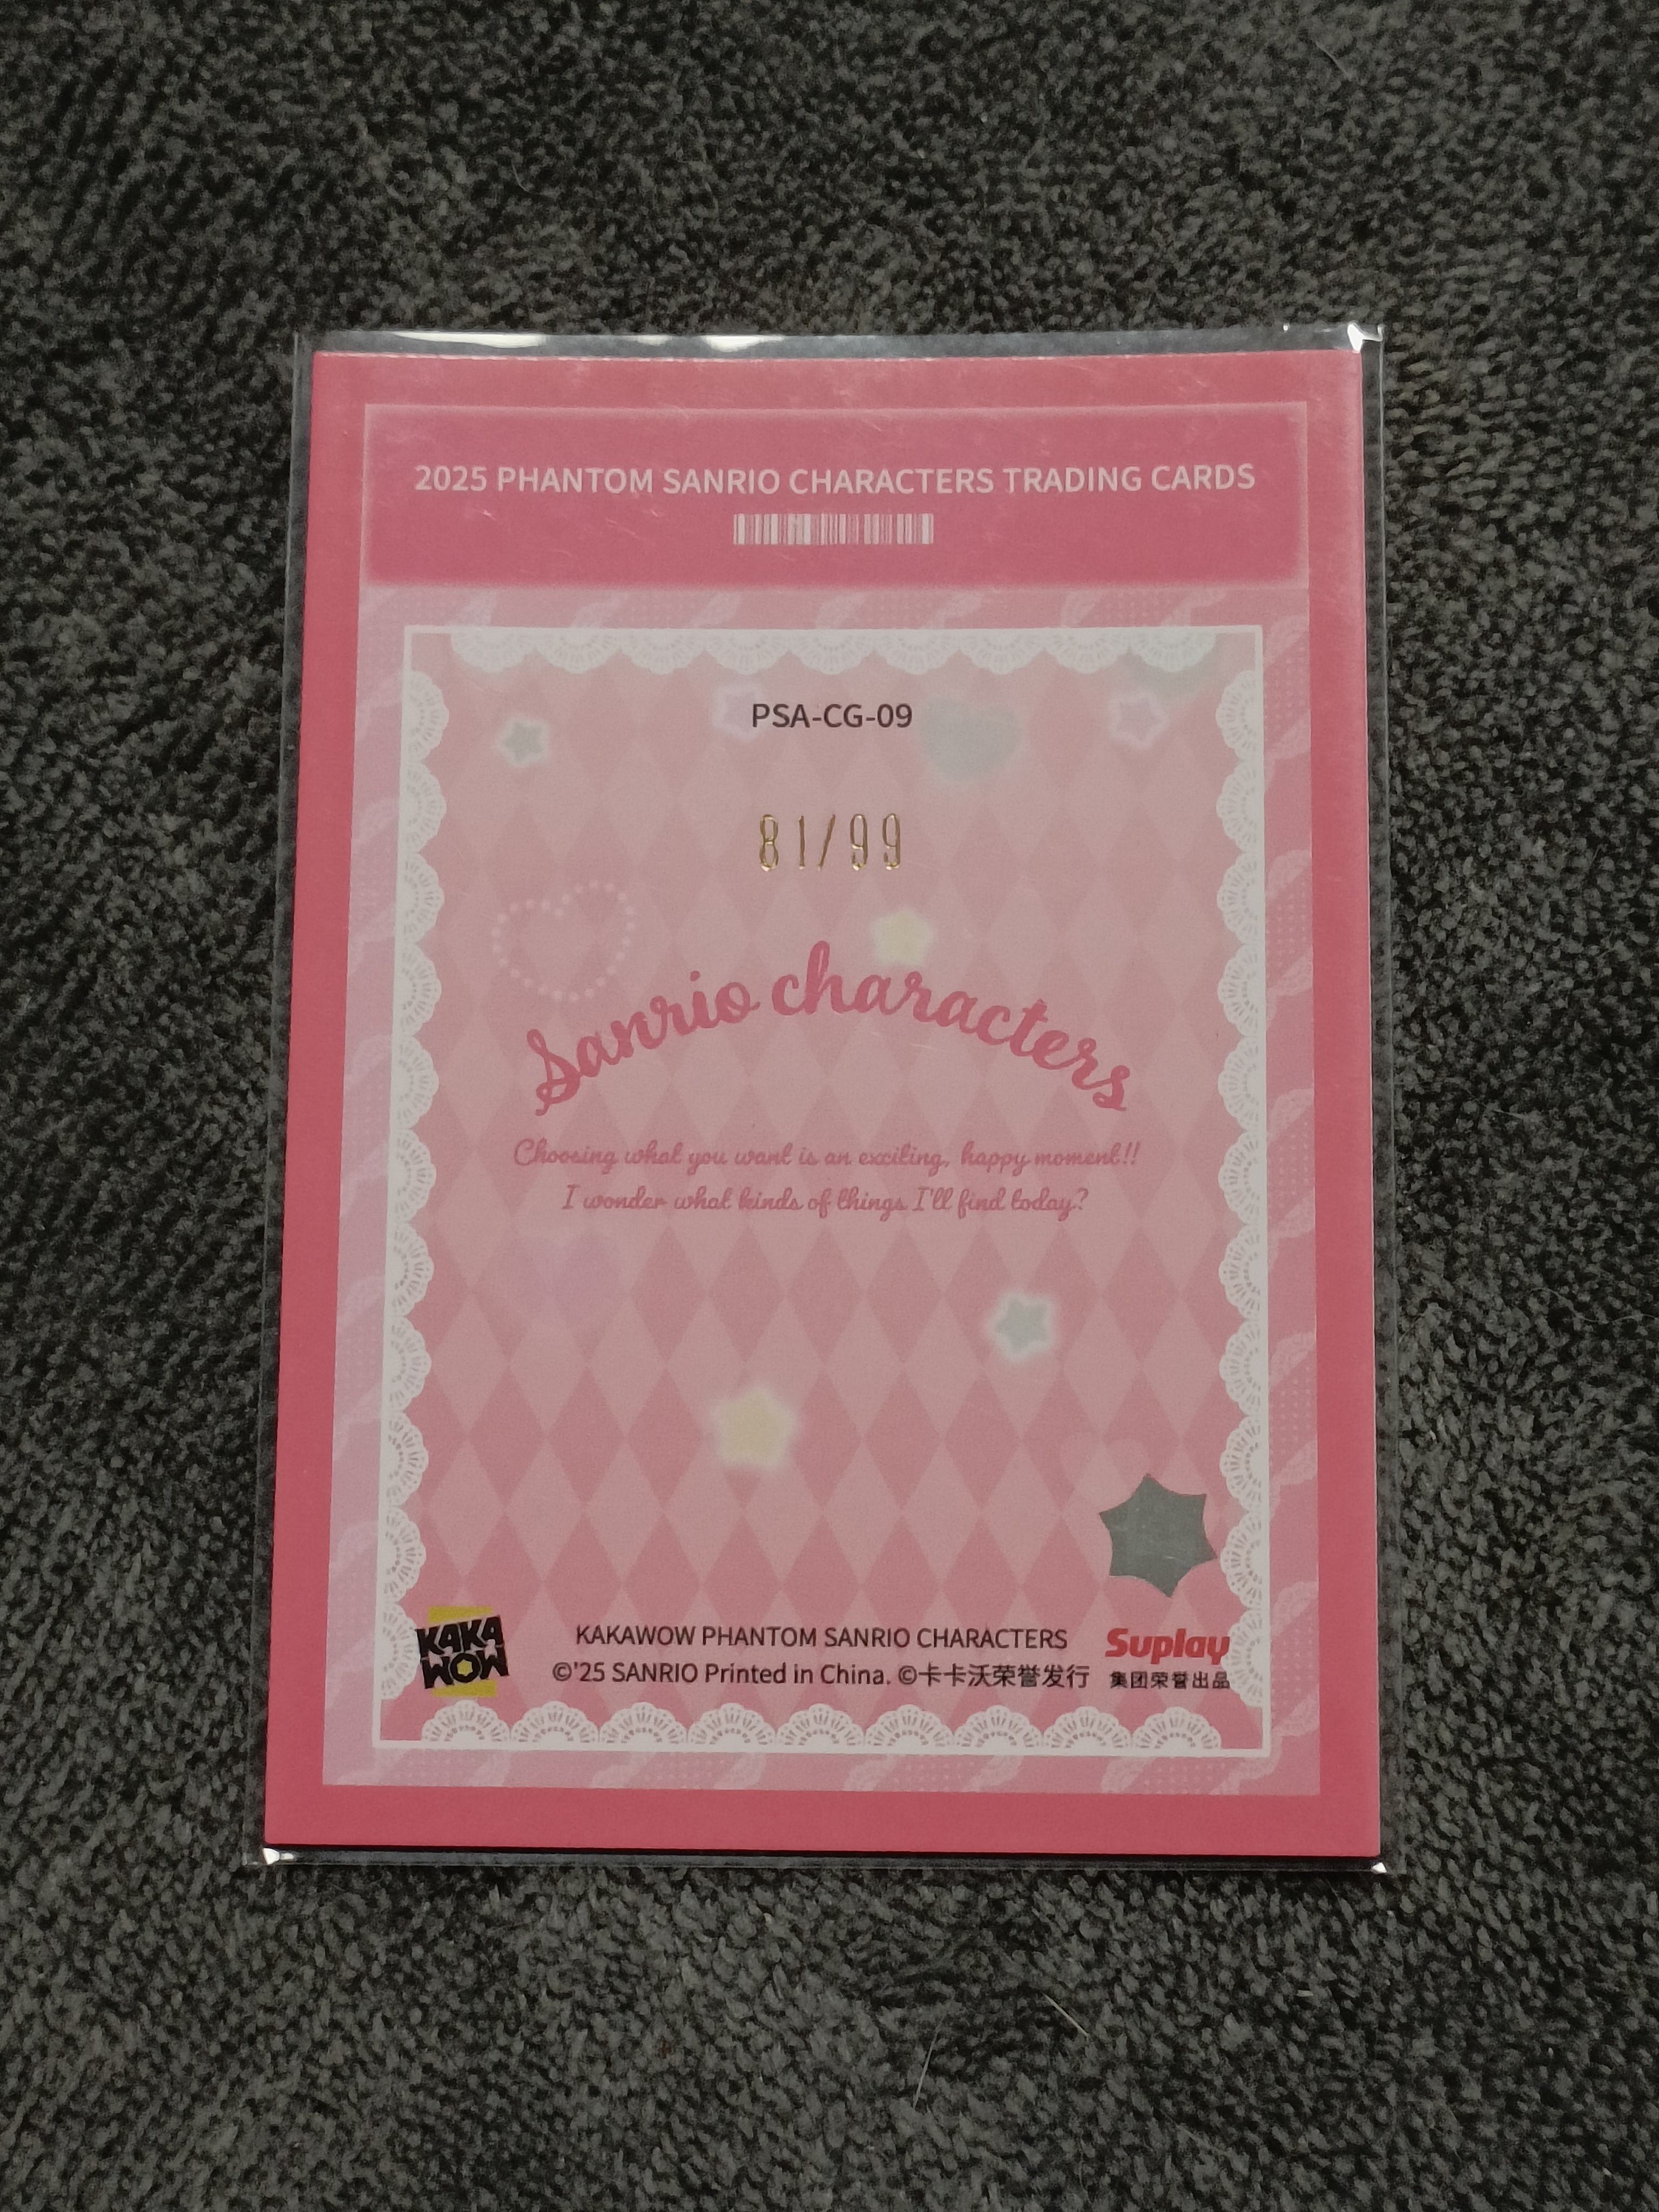 2025 PHANTOM SANRIO CHARACTERS TRADING CARDS
PSA-CG-09
81/99
Sanrio characters
Choosing what you want is an exciting, happy moment!!
I wonder what kinds of things I'll find today?
KAKA
WOW
KAKAWOW PHANTOM SANRIO CHARACTERS
©'25 SANRIO Printed in China. ©卡卡沃荣誉发行
Suplay
集团荣誉出品